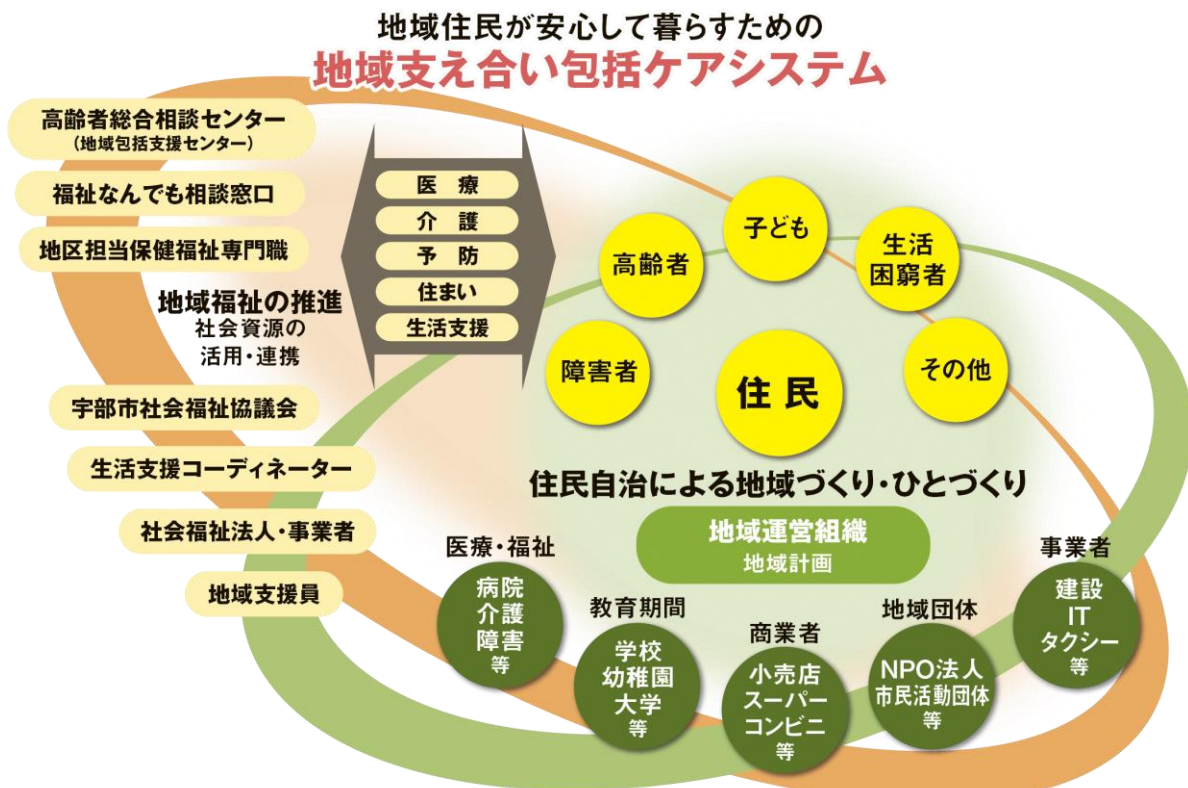 地域住民が安心して暮らすための
地域支え合い包括ケアシステム
高齢者総合相談センター
(地域包括支援センター)
福祉なんでも相談窓口
地区担当保健福祉専門職
地域福祉の推進
社会資源の
活用・連携
宇部市社会福祉協議会
生活支援コーディネーター
社会福祉法人・事業者
地域支援員
医 療
介 護
予 防
住まい
生活支援
障害者
高齢者
子ども
生活
困窮者
その他
住 民
住民自治による地域づくり・ひとづくり
地域運営組織
地域計画
医療・福祉
病院
介護
障害
等
教育期間
学校
幼稚園
大学
等
商業者
小売店
スーパー
コンビニ
等
地域団体
NPO法人
市民活動団体
等
事業者
建設
IT
タクシー
等